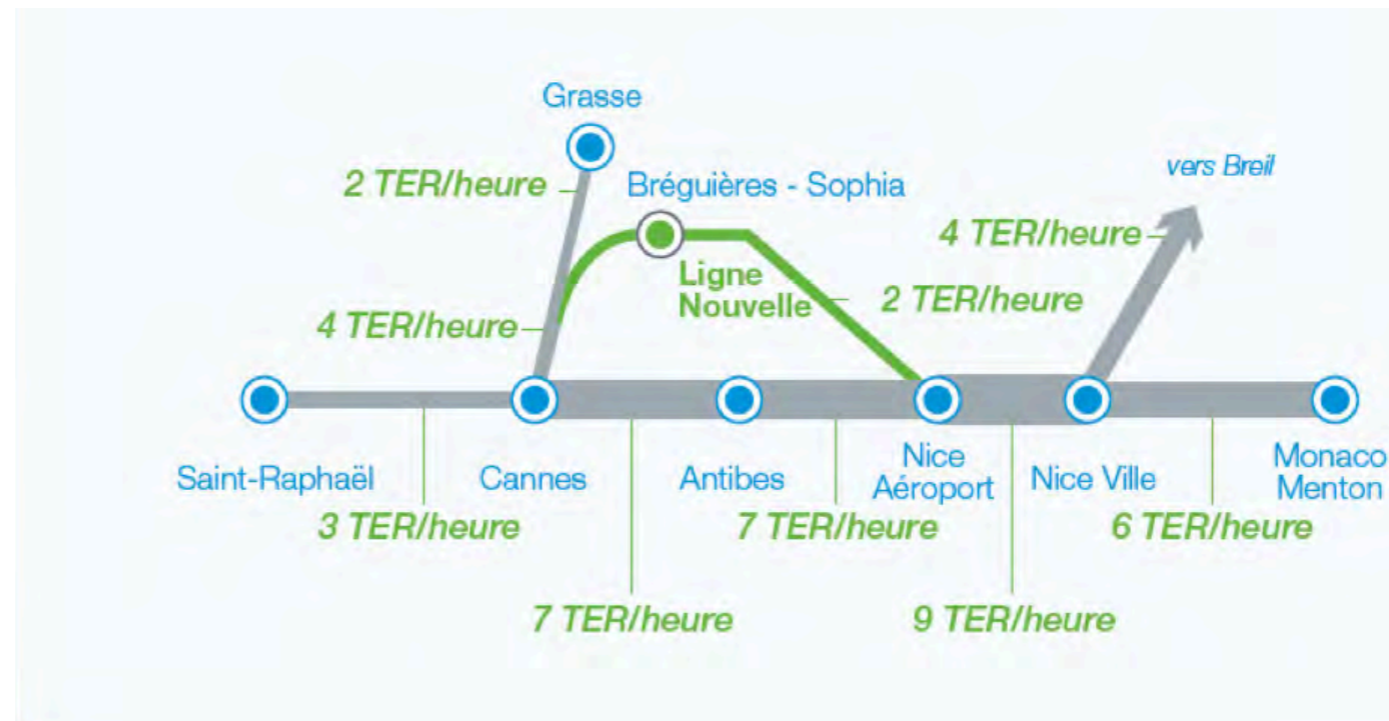 Grasse
2 TER/heure
Bréguières - Sophia
vers Breil
4 TER/heure
Ligne
Nouvelle
2 TER/heure
4 TER/heure
Saint-Raphaël
Cannes
Antibes
Nice
Aéroport
Nice Ville
Monaco
Menton
3 TER/heure
7 TER/heure
6 TER/heure
7 TER/heure
9 TER/heure